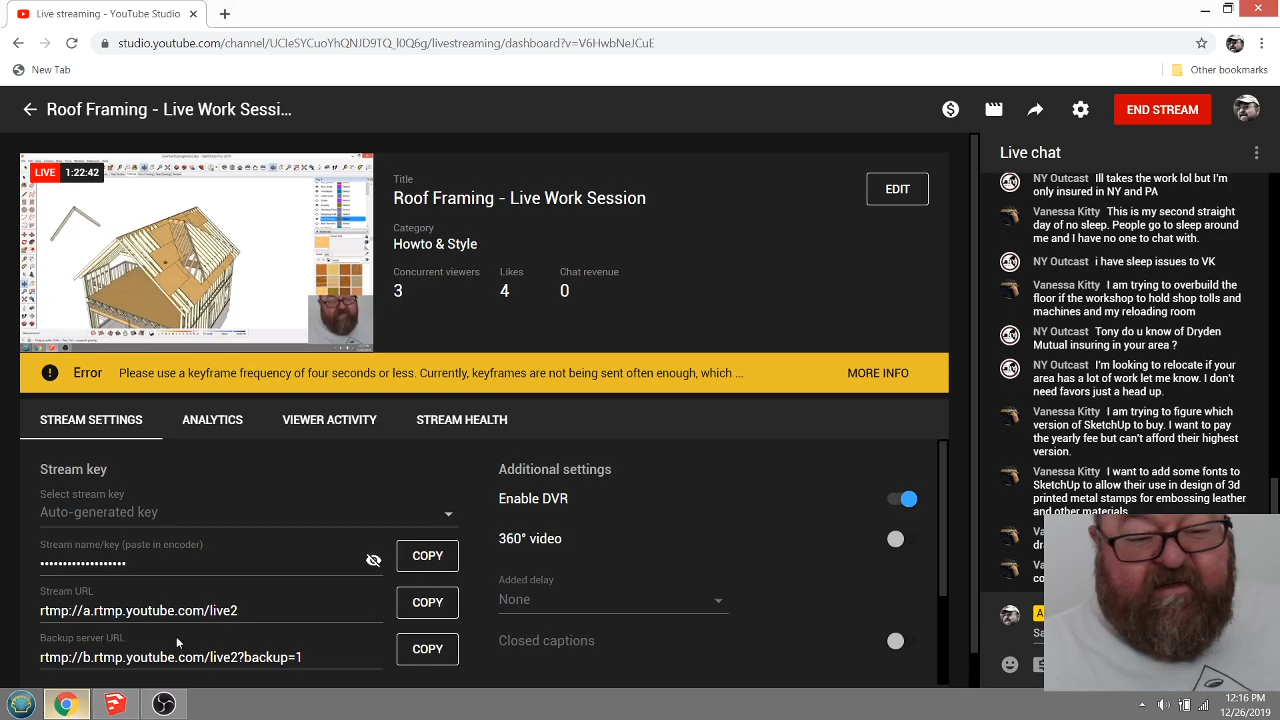 Live streaming - YouTube Studio
studio.youtube.com/channel/UCIeSYCuoYhQNJD9TQ_l0Q6g/livestreaming/dashboard?v=V6HwbNeJCuE
New Tab
Other bookmarks
Roof Framing - Live Work Sessi...
END STREAM
LIVE 1:22:42
Title
Roof Framing - Live Work Session
EDIT
Category
Howto & Style
Concurrent viewers
Likes
Chat revenue
3
4
0
Error Please use a keyframe frequency of four seconds or less. Currently, keyframes are not being sent often enough, which ...
MORE INFO
STREAM SETTINGS
ANALYTICS
VIEWER ACTIVITY
STREAM HEALTH
Stream key
Select stream key
Auto-generated key
Stream name/key (paste in encoder)
••••••••••••••••••••
COPY
Stream URL
rtmp://a.rtmp.youtube.com/live2
COPY
Backup server URL
rtmp://b.rtmp.youtube.com/live2?backup=1
COPY
Additional settings
Enable DVR
360° video
Added delay
None
Closed captions
Live chat
NY Outcast Ill takes the work lol but I'm
only insured in NY and PA
Vanessa Kitty This is my second straight
day of no sleep. People go to sleep around
me and I have no one to chat with
NY Outcast i have sleep issues to VK
Vanessa Kitty I am trying to overbuild the
floor if the workshop to hold shop tolls and
machines and my reloading room
NY Outcast Tony do u know of Dryden
Mutual insuring in your area ?
NY Outcast I'm looking to relocate if your
area has a lot of work let me know. I don't
need favors just a head up.
Vanessa Kitty I am trying to figure which
version of SketchUp to buy. I want to pay
the yearly fee but can't afford their highest
version.
Vanessa Kitty I want to add some fonts to
SketchUp to allow their use in design of 3d
printed metal stamps for embossing leather
and other materials
12:16 PM
12/26/2019